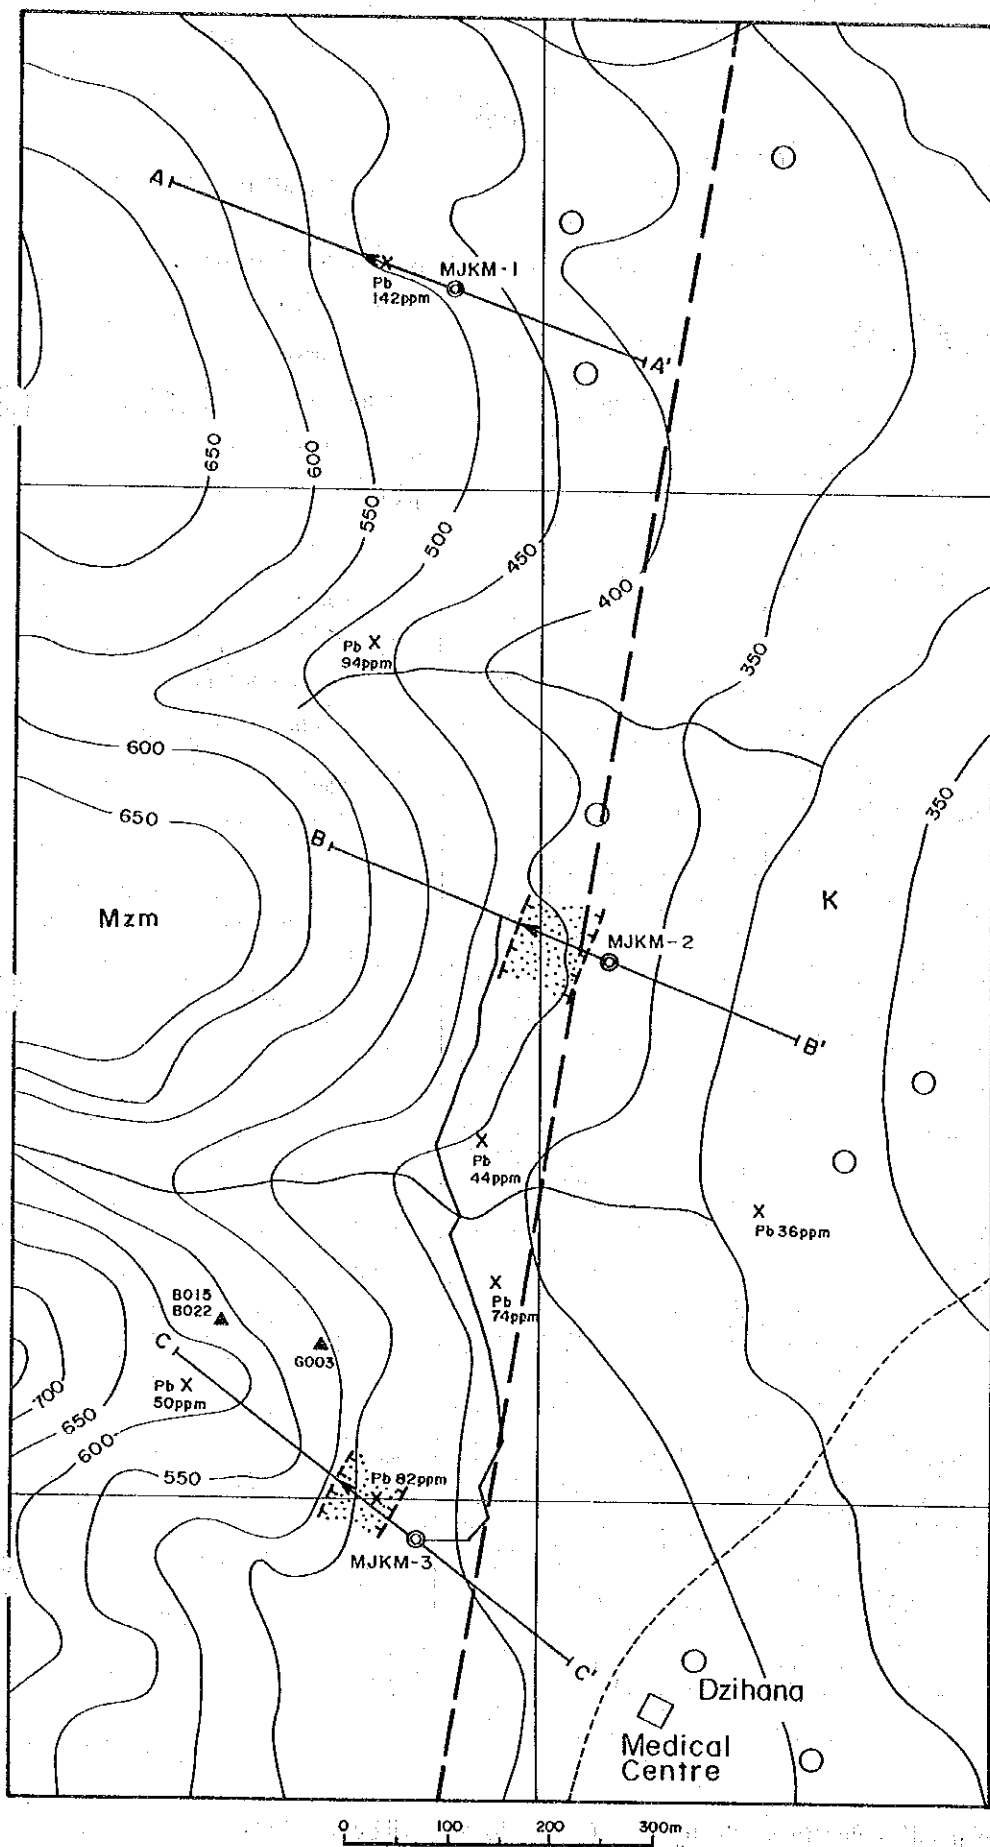 A
MJKM-1
Pb
142ppm
A'
650
600
550
500
450
400
350
Pb
94ppm
600
650
350
B
Mzm
K
MJKM-2
B'
Pb
44ppm
Pb 36ppm
B015
B022
Pb
74ppm
C
G003
Pb
50ppm
700
650
600
550
Pb 82ppm
MJKM-3
C'
Dzihana
Medical
Centre
0 100 200 300m